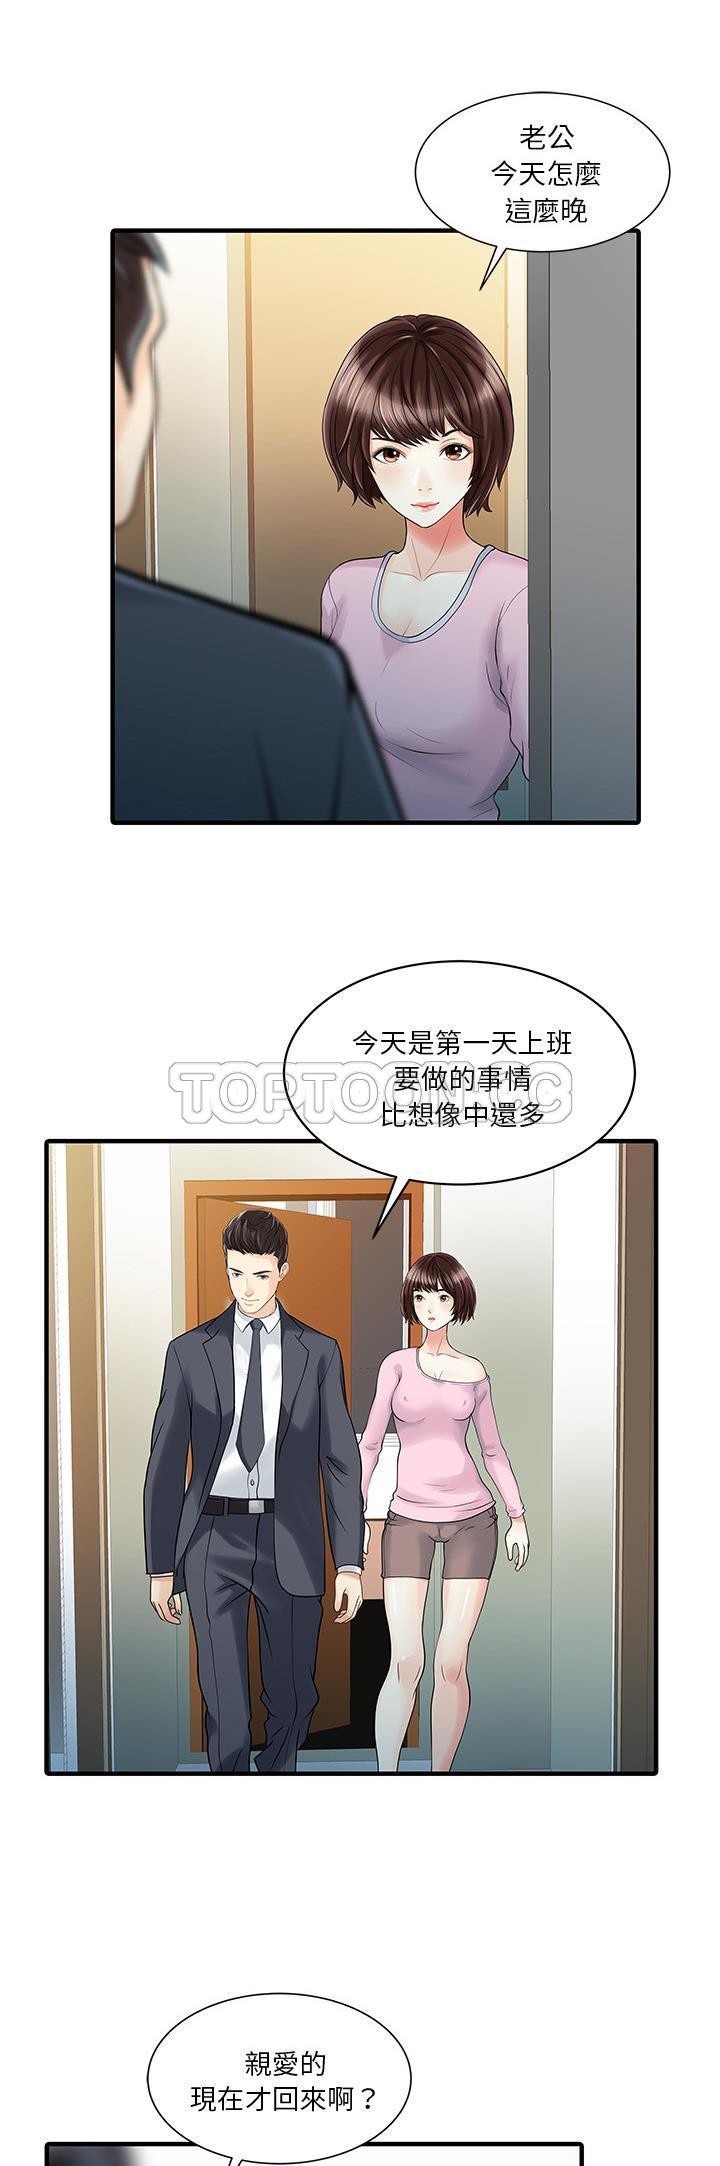 老公
今天怎麼
這麼晚
今天是第一天上班
要做的事情
比想像中還多
TOPTOON.CC
親愛的
現在才回來啊？